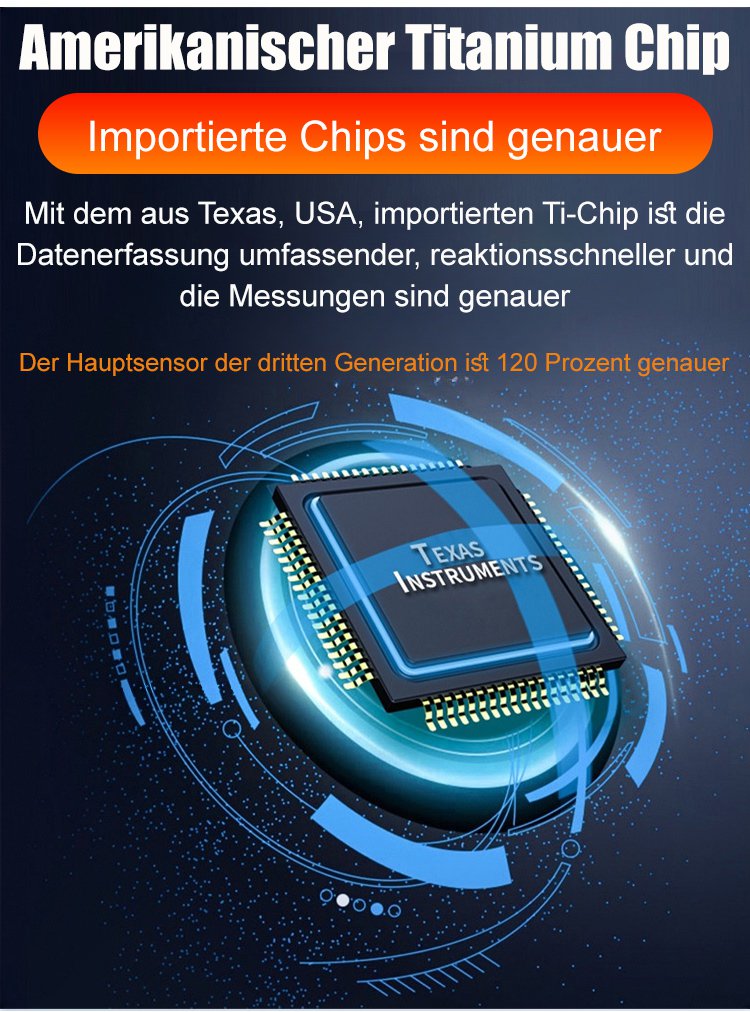 Amerikanischer Titanium Chip
Importierte Chips sind genauer
Mit dem aus Texas, USA, importierten Ti-Chip ist die
Datenerfassung umfassender, reaktionsschneller und
die Messungen sind genauer
Der Hauptsensor der dritten Generation ist 120 Prozent genauer
TEXAS
INSTRUMENTS